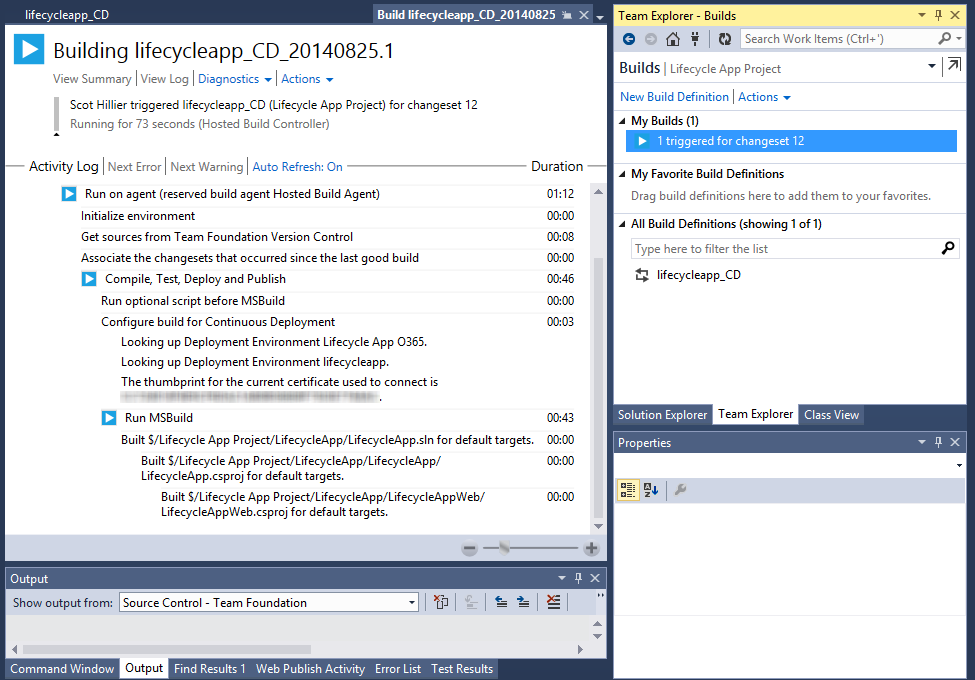 lifecycleapp_CD
Build lifecycleapp_CD_20140825
Building lifecycleapp_CD_20140825.1
View Summary | View Log | Diagnostics | Actions
Scot Hillier triggered lifecycleapp_CD (Lifecycle App Project) for changeset 12
Running for 73 seconds (Hosted Build Controller)
Activity Log | Next Error | Next Warning | Auto Refresh: On Duration
Run on agent (reserved build agent Hosted Build Agent) 01:12
Initialize environment 00:00
Get sources from Team Foundation Version Control 00:08
Associate the changesets that occurred since the last good build 00:00
Compile, Test, Deploy and Publish 00:46
Run optional script before MSBuild 00:00
Configure build for Continuous Deployment 00:03
Looking up Deployment Environment Lifecycle App O365.
Looking up Deployment Environment lifecycleapp.
The thumbprint for the current certificate used to connect is
.
Run MSBuild 00:43
Built $/Lifecycle App Project/LifecycleApp/LifecycleApp.sln for default targets. 00:00
Built $/Lifecycle App Project/LifecycleApp/LifecycleApp/ 00:00
LifecycleApp.csproj for default targets.
Built $/Lifecycle App Project/LifecycleApp/LifecycleAppWeb/ 00:00
LifecycleAppWeb.csproj for default targets.
Output
Show output from: Source Control - Team Foundation
Command Window Output Find Results 1 Web Publish Activity Error List Test Results
Team Explorer - Builds
Search Work Items (Ctrl+')
Builds | Lifecycle App Project
New Build Definition | Actions
My Builds (1)
1 triggered for changeset 12
My Favorite Build Definitions
Drag build definitions here to add them to your favorites.
All Build Definitions (showing 1 of 1)
Type here to filter the list
lifecycleapp_CD
Solution Explorer Team Explorer Class View
Properties